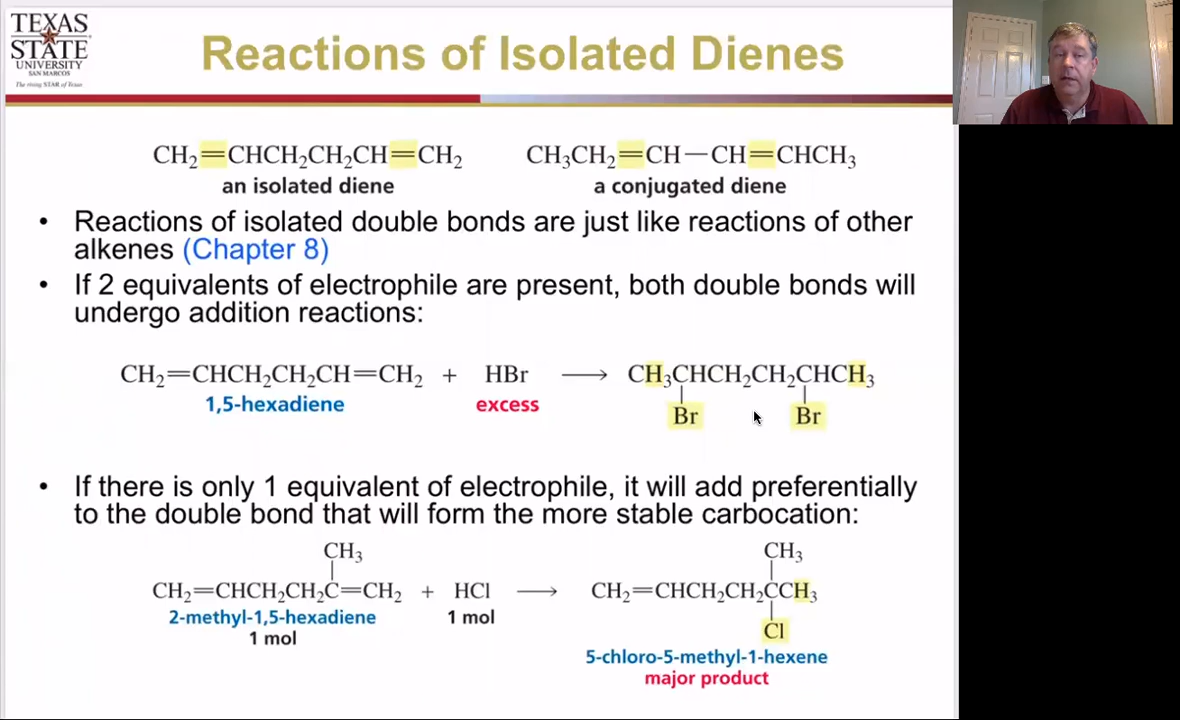 TEXAS
STATE
UNIVERSITY
SAN MARCOS
The rising STAR of Texas
Reactions of Isolated Dienes
CH₂=CHCH₂CH₂CH=CH₂
an isolated diene
CH₃CH₂=CH—CH=CHCH₃
a conjugated diene
• Reactions of isolated double bonds are just like reactions of other
alkenes (Chapter 8)
• If 2 equivalents of electrophile are present, both double bonds will
undergo addition reactions:
CH₂=CHCH₂CH₂CH=CH₂ + HBr ⟶ CH₃CHCH₂CH₂CHCH₃
1,5-hexadiene excess
Br Br
• If there is only 1 equivalent of electrophile, it will add preferentially
to the double bond that will form the more stable carbocation:
CH₃ CH₃
CH₂=CHCH₂CH₂C=CH₂ + HCl ⟶ CH₂=CHCH₂CH₂CCH₃
2-methyl-1,5-hexadiene 1 mol
1 mol
Cl
5-chloro-5-methyl-1-hexene
major product